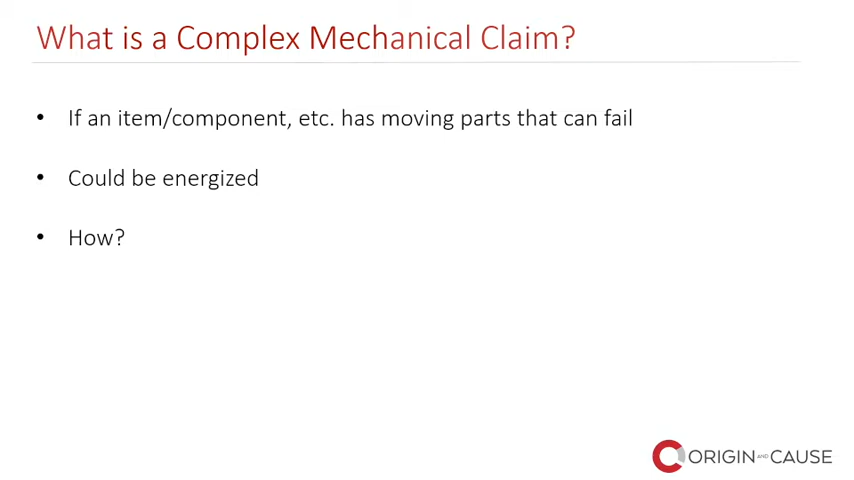 What is a Complex Mechanical Claim?
• If an item/component, etc. has moving parts that can fail
• Could be energized
• How?
ORIGIN AND CAUSE